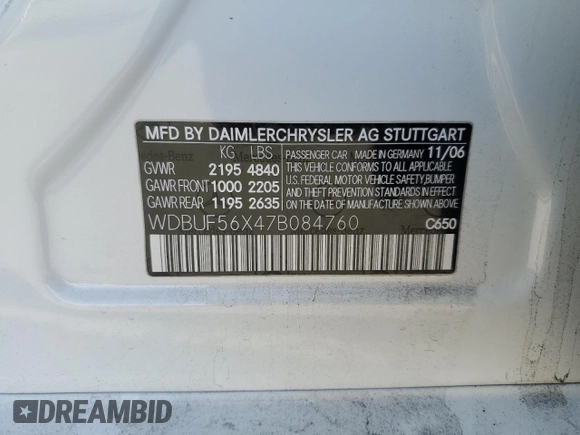 MFD BY DAIMLERCHRYSLER AG STUTTGART
KG LBS
GVWR 2195 4840
GAWR FRONT 1000 2205
GAWR REAR 1195 2635
PASSENGER CAR MADE IN GERMANY 11/06
THIS VEHICLE CONFORMS TO ALL APPLICABLE
U.S. FEDERAL MOTOR VEHICLE SAFETY, BUMPER,
AND THEFT PREVENTION STANDARDS IN EFFECT
ON THE DATE OF MANUFACTURE SHOWN ABOVE.
WDBUF56X47B084760
C650
DREAMBID